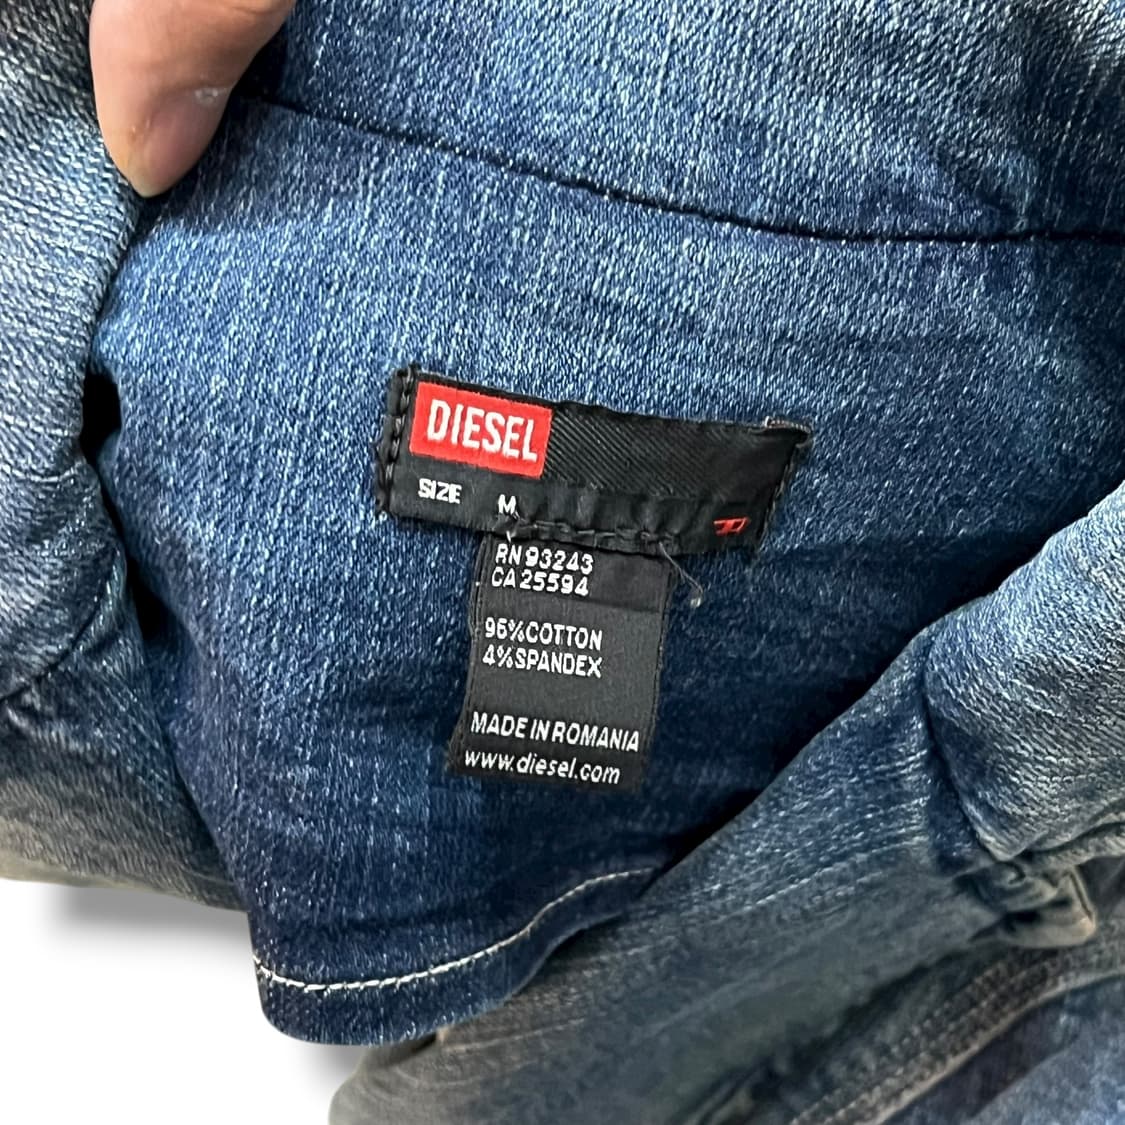 DIESEL
SIZE M
RN 93243
CA 25594
96% COTTON
4% SPANDEX
MADE IN ROMANIA
www.diesel.com